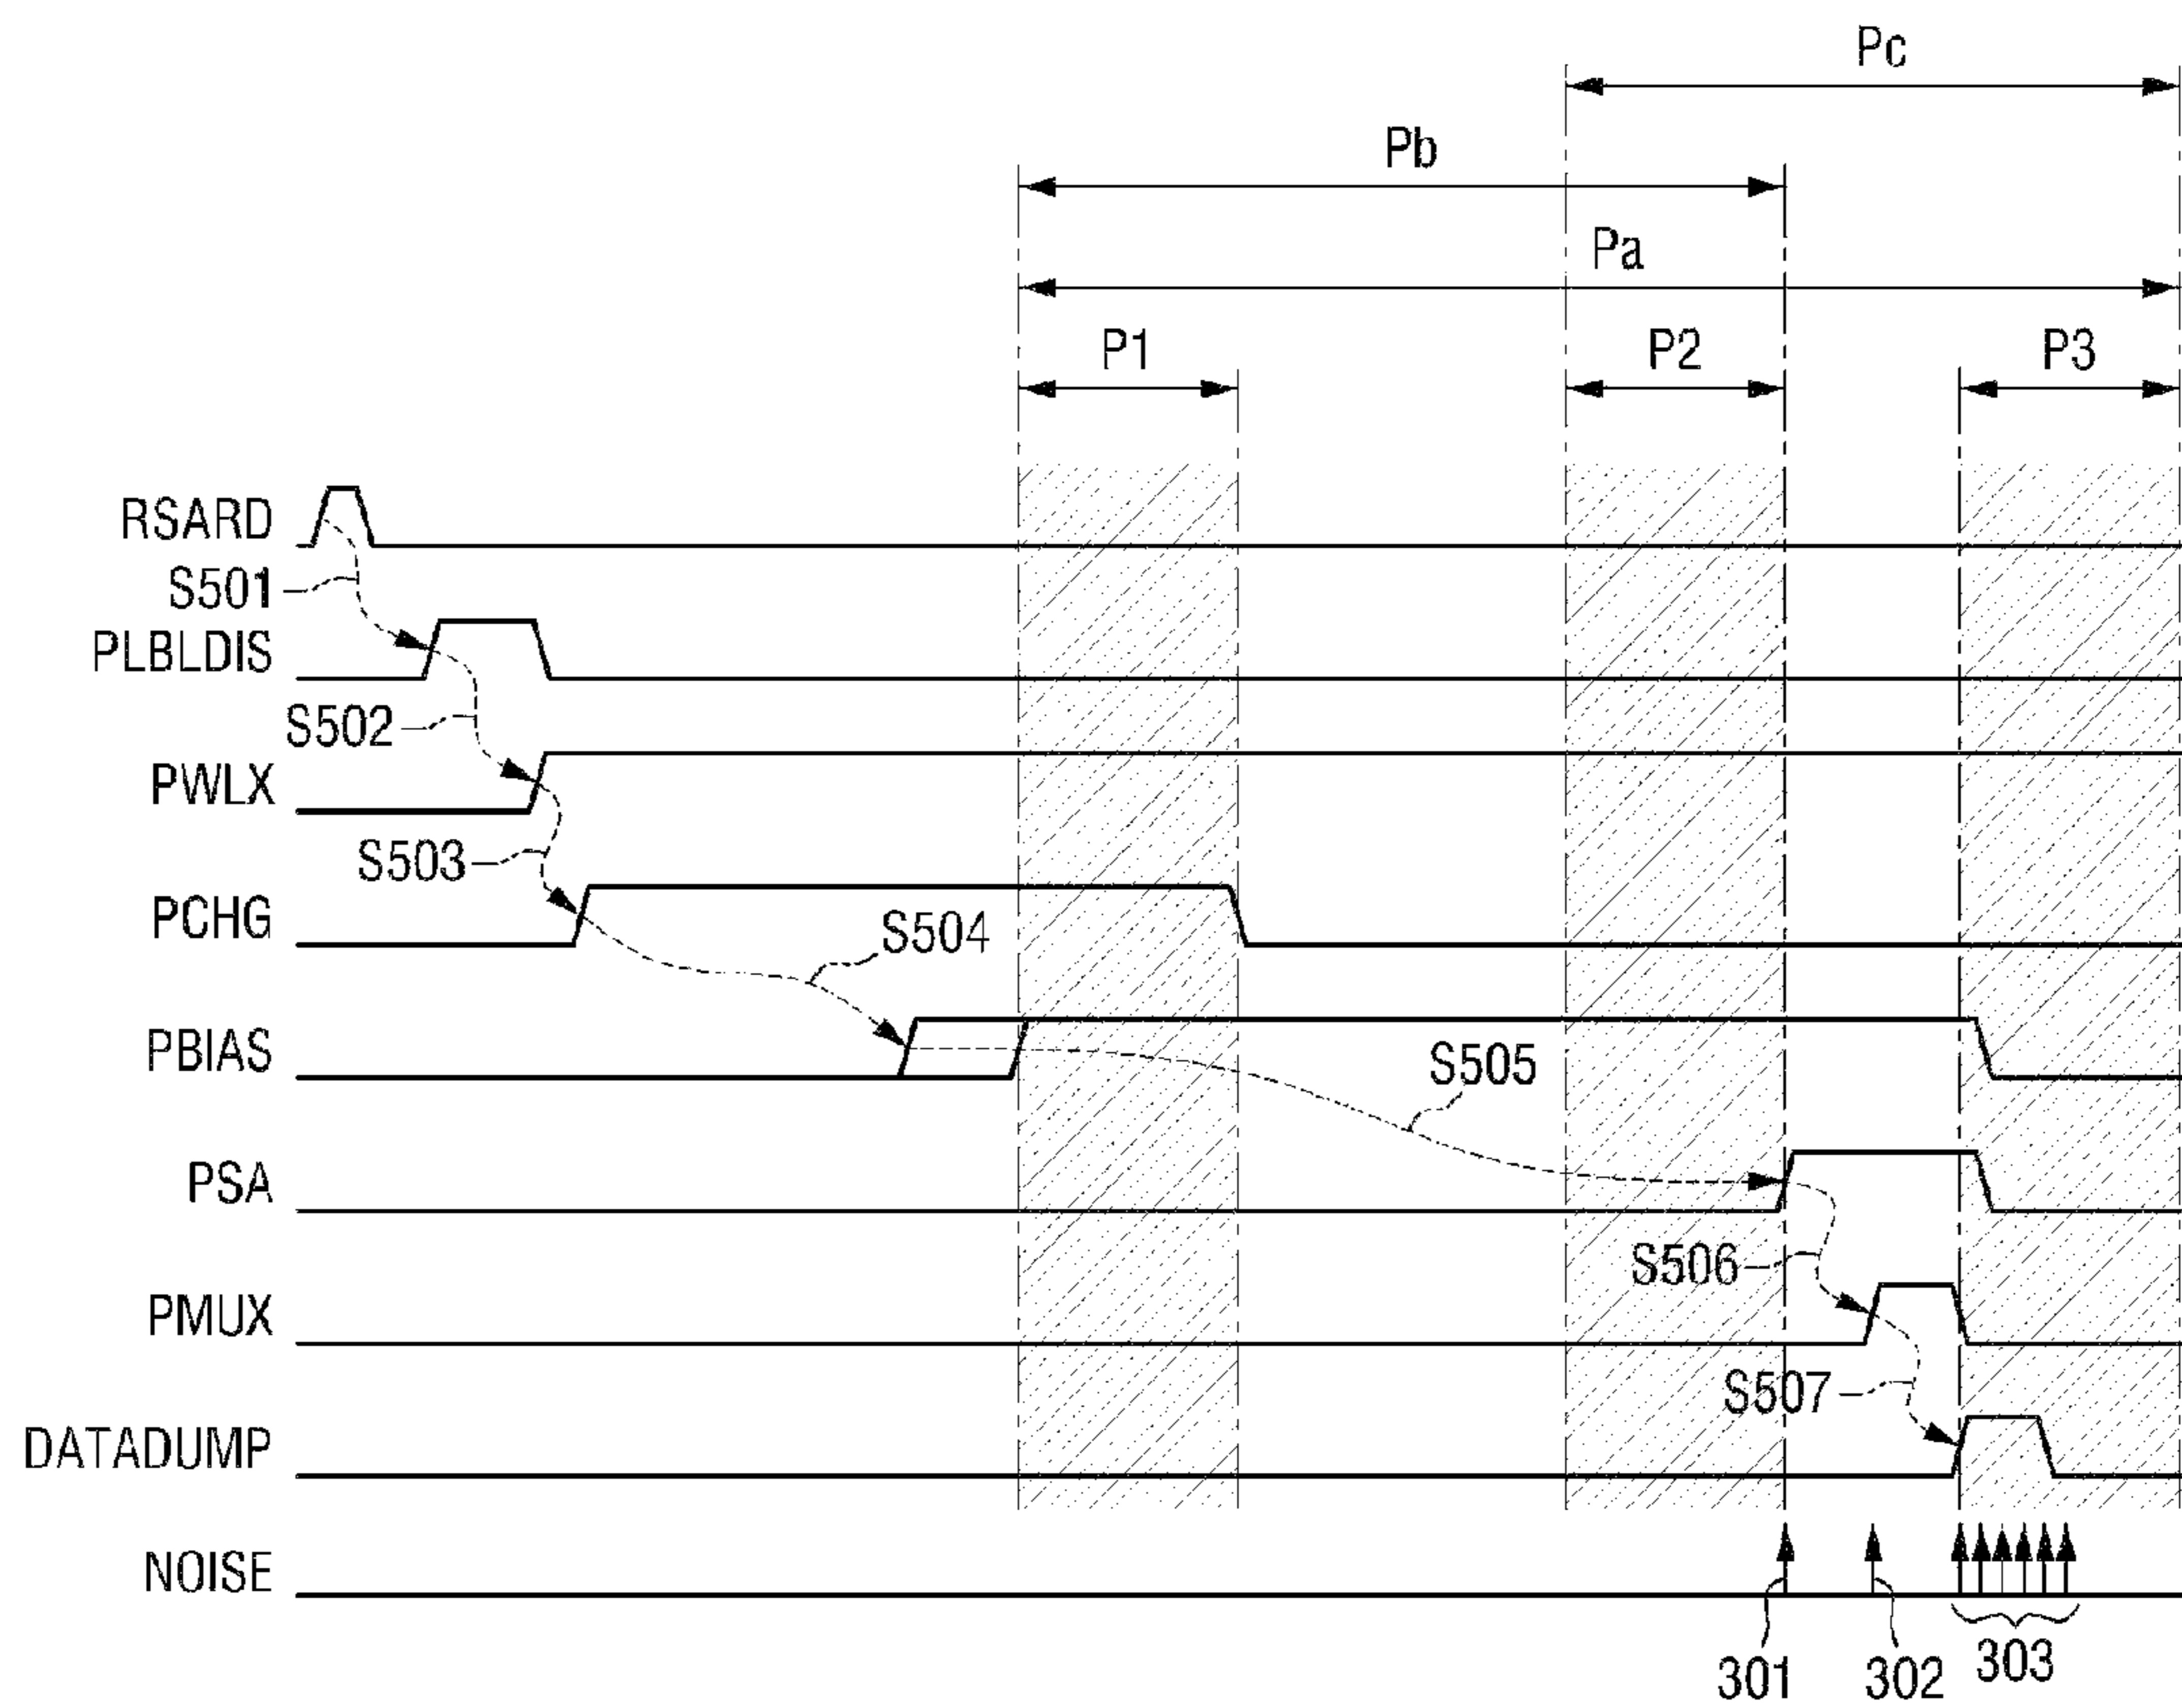 Pc
Pb
Pa
P1 P2 P3
RSARD
S501
PLBLDIS
S502
PWLX
S503
PCHG
S504
PBIAS
S505
PSA
S506
PMUX
S507
DATADUMP
NOISE
301 302 303